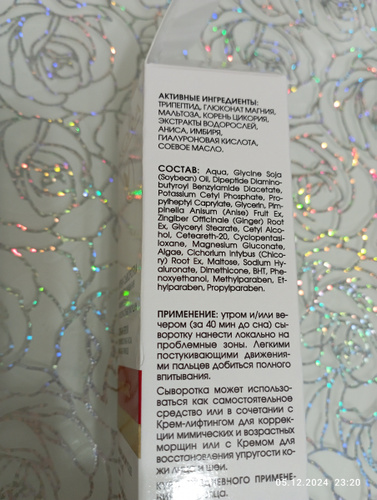 АКТИВНЫЕ ИНГРЕДИЕНТЫ:
ТРИПЕПТИД, ГЛЮКОНАТ МАГНИЯ,
МАЛЬТОЗА, КОРЕНЬ ЦИКОРИЯ,
ЭКСТРАКТЫ ВОДОРОСЛЕЙ,
АНИСА, ИМБИРЯ,
ГИАЛУРОНОВАЯ КИСЛОТА,
СОЕВОЕ МАСЛО.
СОСТАВ: Aqua, Glycine Soja
(Soybean) Oil, Dipeptide Diamino-
butyroyl Benzylamide Diacetate,
Potassium Cetyl Phosphate, Pro-
pylheptyl Caprylate, Glycerin, Pim-
pinella Anisum (Anise) Fruit Ex,
Zingiber Officinale (Ginger) Root
Ex, Glyceryl Stearate, Cetyl Alco-
hol, Ceteareth-20, Cyclopentasi-
loxane, Magnesium Gluconate,
Algae, Cichorium intybus (Chico-
ry) Root Ex, Maltose, Sodium Hy-
aluronate, Dimethicone, BHT, Phe-
noxyethanol, Methylparaben, Et-
hylparaben, Propylparaben.
ПРИМЕНЕНИЕ: утром и/или ве-
чером (за 40 мин до сна) сы-
воротку нанести локально на
проблемные зоны. Легкими
постукивающими движения-
ми пальцев добиться полного
впитывания.
Сыворотка может использо-
ваться как самостоятельное
средство или в сочетании с
Крем-лифтингом для коррек-
ции мимических и возрастных
морщин или с Кремом для
восстановления упругости ко-
жи лица и шеи.
05.12.2024 23:20